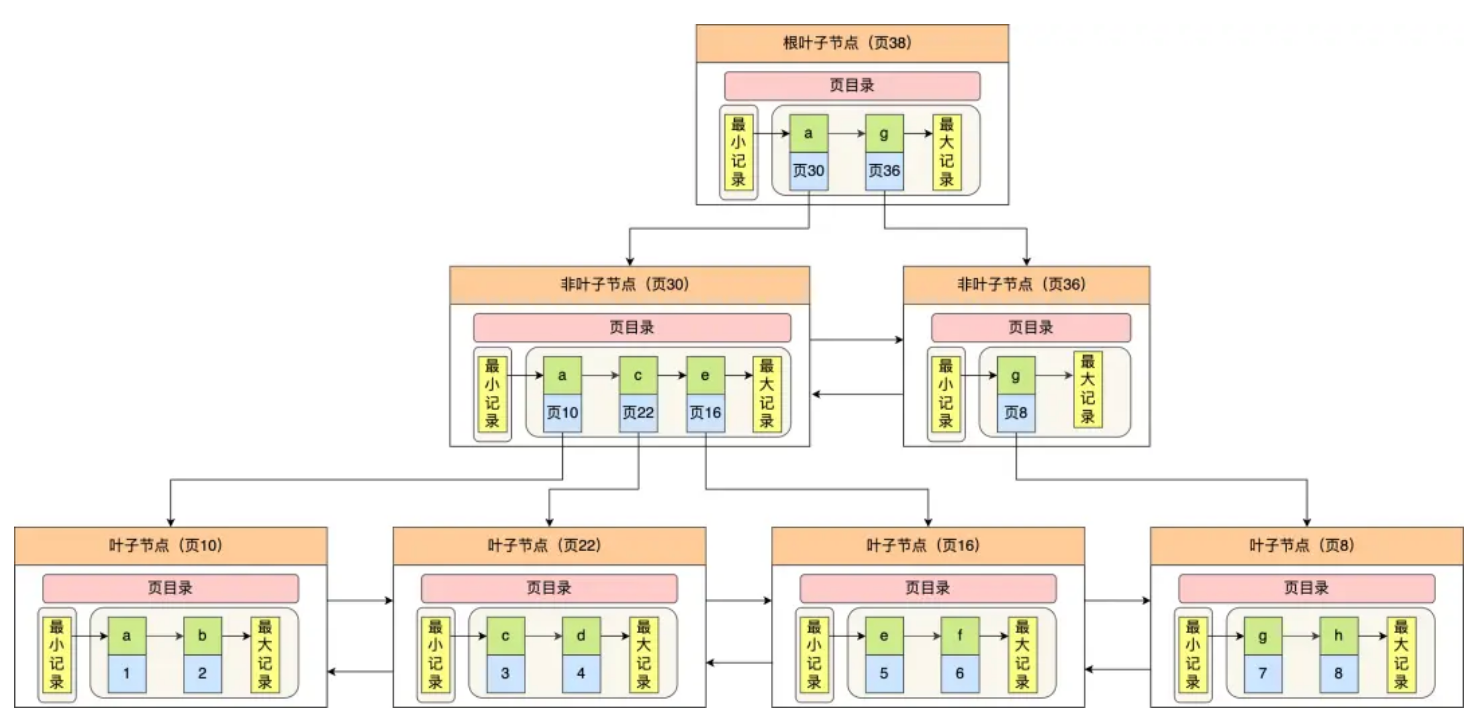 根叶子节点（页38）
页目录
最小记录
a
g
最大记录
页30
页36
非叶子节点（页30）
页目录
最小记录
a
c
e
最大记录
页10
页22
页16
非叶子节点（页36）
页目录
最小记录
g
最大记录
页8
叶子节点（页10）
页目录
最小记录
a
b
最大记录
1
2
叶子节点（页22）
页目录
最小记录
c
d
最大记录
3
4
叶子节点（页16）
页目录
最小记录
e
f
最大记录
5
6
叶子节点（页8）
页目录
最小记录
g
h
最大记录
7
8